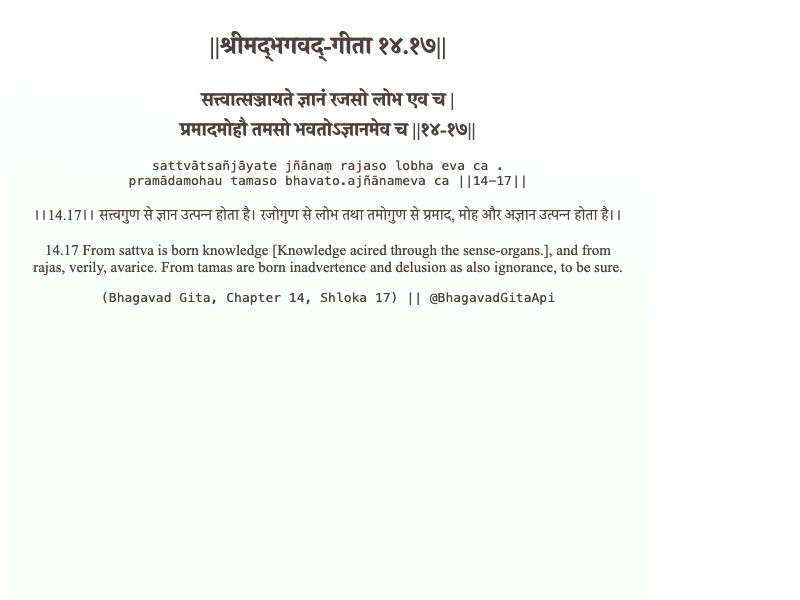 ||श्रीमद्‍भगवद्‍-गीता १४.१७||
सत्त्वात्सञ्जायते ज्ञानं रजसो लोभ एव च |
प्रमादमोहौ तमसो भवतोऽज्ञानमेव च ||१४-१७||
sattvātsañjāyate jñānaṃ rajaso lobha eva ca .
pramādamohau tamaso bhavato.ajñānameva ca ||14-17||
।।14.17।। सत्त्वगुण से ज्ञान उत्पन्न होता है। रजोगुण से लोभ तथा तमोगुण से प्रमाद, मोह और अज्ञान उत्पन्न होता है।।
14.17 From sattva is born knowledge [Knowledge acired through the sense-organs.], and from
rajas, verily, avarice. From tamas are born inadvertence and delusion as also ignorance, to be sure.
(Bhagavad Gita, Chapter 14, Shloka 17) || @BhagavadGitaApi